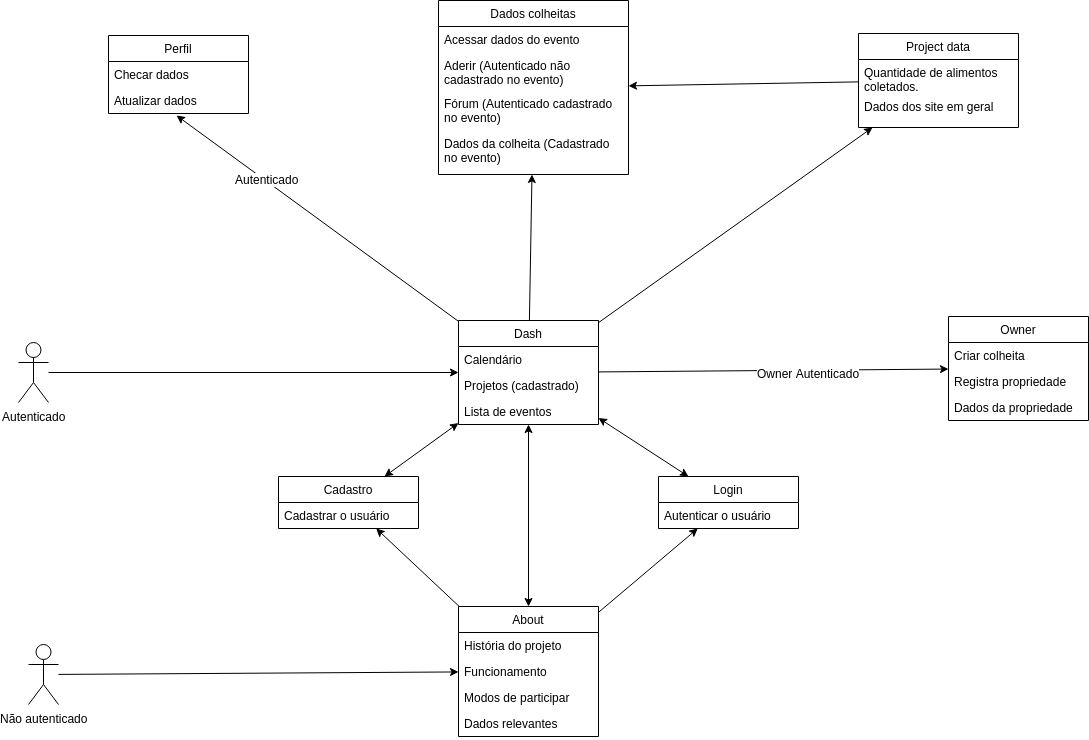 Dados colheitas
Acessar dados do evento
Aderir (Autenticado não
cadastrado no evento)
Fórum (Autenticado cadastrado
no evento)
Dados da colheita (Cadastrado
no evento)
Perfil
Checar dados
Atualizar dados
Project data
Quantidade de alimentos
coletados.
Dados dos site em geral
Autenticado
Dash
Calendário
Projetos (cadastrado)
Lista de eventos
Owner
Criar colheita
Registra propriedade
Dados da propriedade
Owner Autenticado
Autenticado
Cadastro
Cadastrar o usuário
Login
Autenticar o usuário
About
História do projeto
Funcionamento
Modos de participar
Dados relevantes
Não autenticado